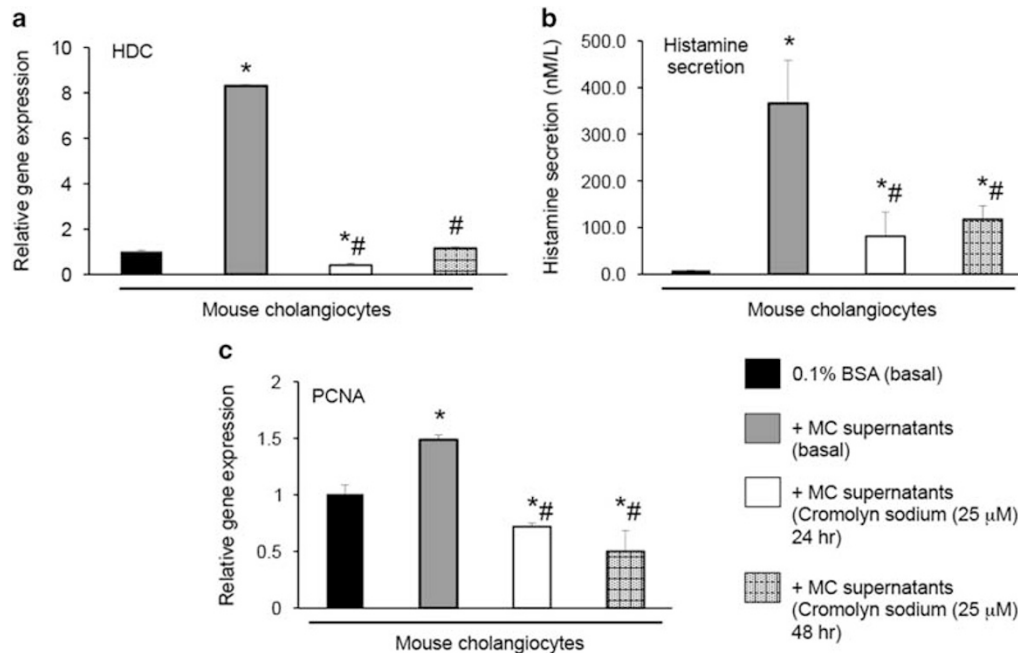 a
HDC
Relative gene expression
10
8
6
4
2
0
*
*#
#
Mouse cholangiocytes
b
Histamine
secretion
Histamine secretion (nM/L)
500.0
400.0
300.0
200.0
100.0
0.0
*
*#
*#
Mouse cholangiocytes
c
PCNA
Relative gene expression
2
1.5
1
0.5
0
*
*#
*#
Mouse cholangiocytes
0.1% BSA (basal)
+ MC supernatants
(basal)
+ MC supernatants
(Cromolyn sodium (25 μM)
24 hr)
+ MC supernatants
(Cromolyn sodium (25 μM)
48 hr)